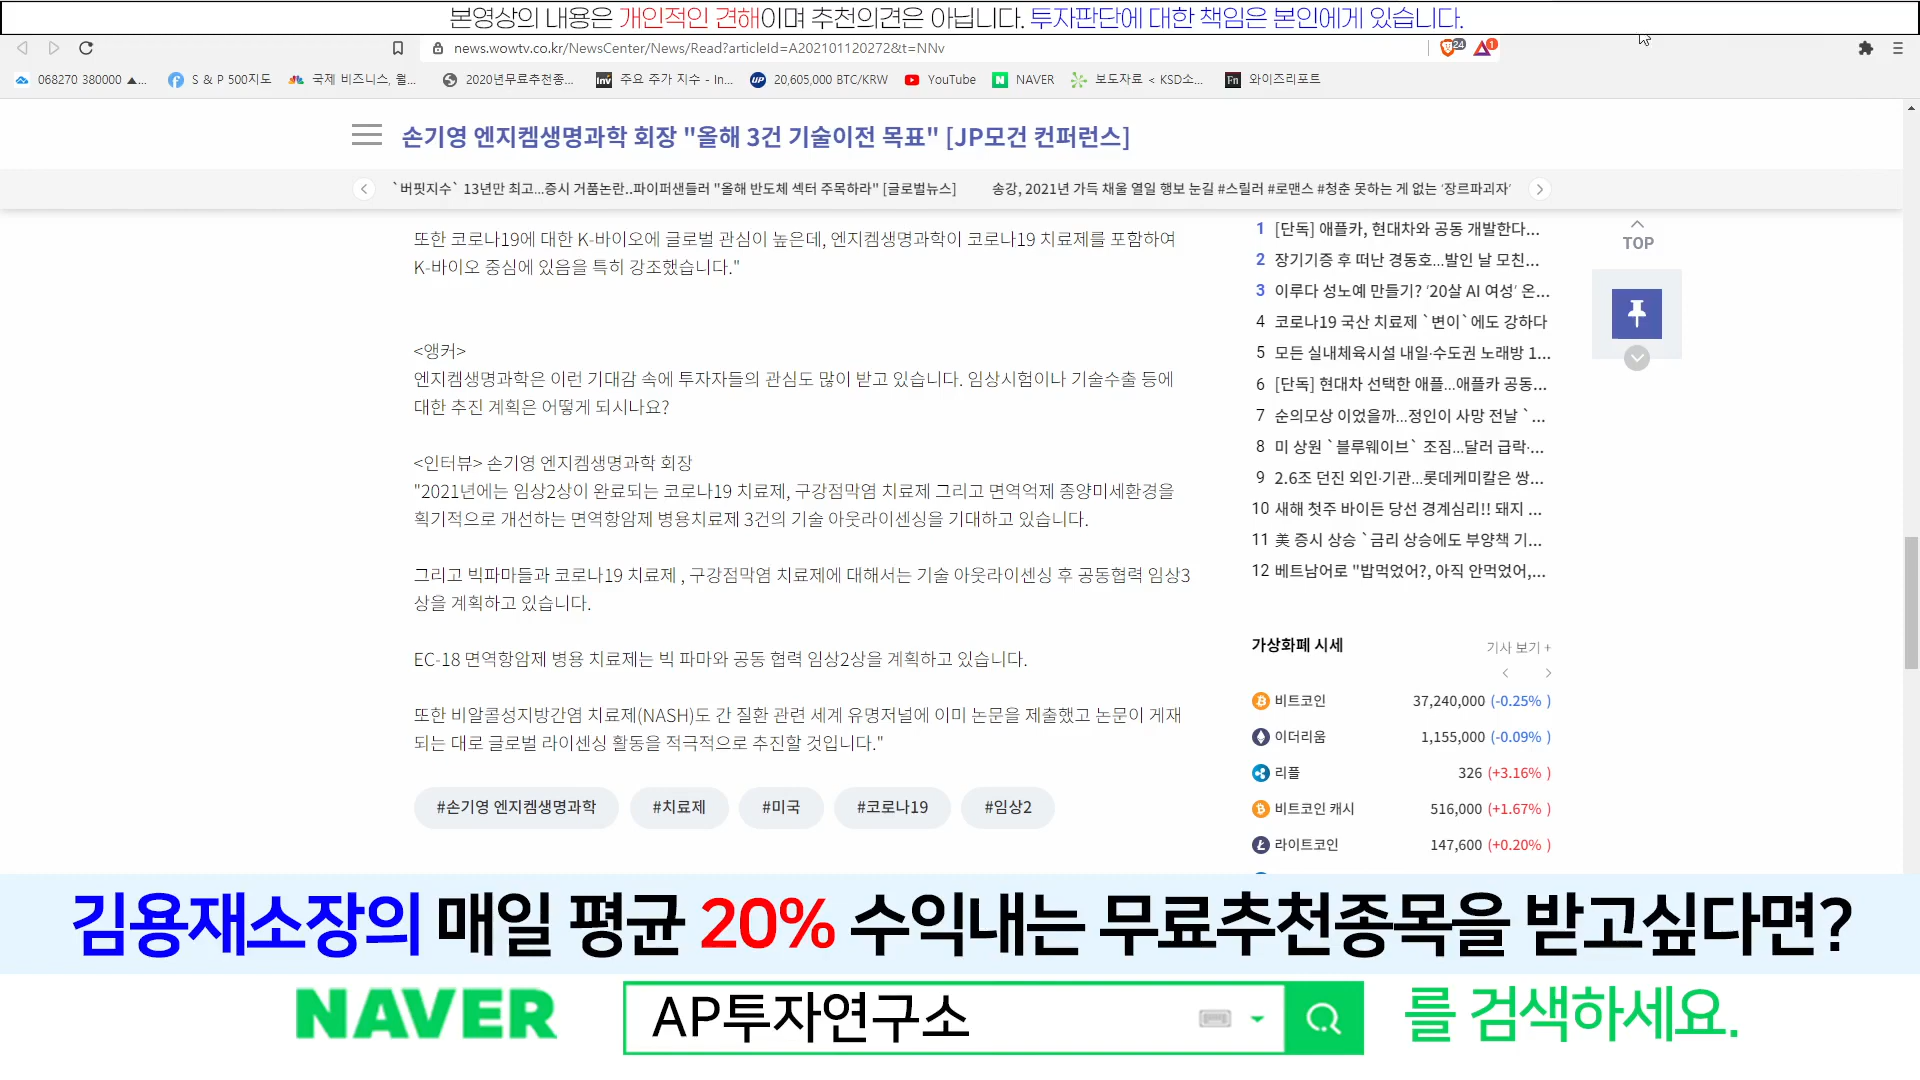 본영상의 내용은 개인적인 견해이며 추천의견은 아닙니다. 투자판단에 대한 책임은 본인에게 있습니다.
news.wowtv.co.kr/NewsCenter/News/Read?articleId=A202101120272&t=NNv
24
1
068270 380000 ▲...
S & P 500지도
국제 비즈니스, 월...
2020년무료추천종...
Inv 주요 주가 지수 - In...
UP 20,605,000 BTC/KRW
YouTube
N NAVER
보도자료 < KSD소...
Fn 와이즈리포트
손기영 엔지켐생명과학 회장 "올해 3건 기술이전 목표" [JP모건 컨퍼런스]
`버핏지수` 13년만 최고...증시 거품논란..파이퍼샌들러 "올해 반도체 섹터 주목하라" [글로벌뉴스]
송강, 2021년 가득 채울 열일 행보 눈길 #스릴러 #로맨스 #청춘 못하는 게 없는 '장르파괴자'
또한 코로나19에 대한 K-바이오에 글로벌 관심이 높은데, 엔지켐생명과학이 코로나19 치료제를 포함하여
K-바이오 중심에 있음을 특히 강조했습니다."
<앵커>
엔지켐생명과학은 이런 기대감 속에 투자자들의 관심도 많이 받고 있습니다. 임상시험이나 기술수출 등에
대한 추진 계획은 어떻게 되시나요?
<인터뷰> 손기영 엔지켐생명과학 회장
"2021년에는 임상2상이 완료되는 코로나19 치료제, 구강점막염 치료제 그리고 면역억제 종양미세환경을
획기적으로 개선하는 면역항암제 병용치료제 3건의 기술 아웃라이센싱을 기대하고 있습니다.
그리고 빅파마들과 코로나19 치료제 , 구강점막염 치료제에 대해서는 기술 아웃라이센싱 후 공동협력 임상3
상을 계획하고 있습니다.
EC-18 면역항암제 병용 치료제는 빅 파마와 공동 협력 임상2상을 계획하고 있습니다.
또한 비알콜성지방간염 치료제(NASH)도 간 질환 관련 세계 유명저널에 이미 논문을 제출했고 논문이 게재
되는 대로 글로벌 라이센싱 활동을 적극적으로 추진할 것입니다."
#손기영 엔지켐생명과학
#치료제
#미국
#코로나19
#임상2
1 [단독] 애플카, 현대차와 공동 개발한다...
2 장기기증 후 떠난 경동호...발인 날 모친...
3 이루다 성노예 만들기? '20살 AI 여성' 온...
4 코로나19 국산 치료제 `변이`에도 강하다
5 모든 실내체육시설 내일·수도권 노래방 1...
6 [단독] 현대차 선택한 애플...애플카 공동...
7 순의모상 이었을까...정인이 사망 전날 `...
8 미 상원 `블루웨이브` 조짐...달러 급락·...
9 2.6조 던진 외인·기관...롯데케미칼은 쌍...
10 새해 첫주 바이든 당선 경계심리!! 돼지 ...
11 美 증시 상승 `금리 상승에도 부양책 기...
12 베트남어로 "밥먹었어?, 아직 안먹었어,...
TOP
가상화폐 시세
기사 보기 +
비트코인 37,240,000 (-0.25% )
이더리움 1,155,000 (-0.09% )
리플 326 (+3.16% )
비트코인 캐시 516,000 (+1.67% )
라이트코인 147,600 (+0.20% )
김용재소장의 매일 평균 20% 수익내는 무료추천종목을 받고싶다면?
NAVER AP투자연구소 를 검색하세요.